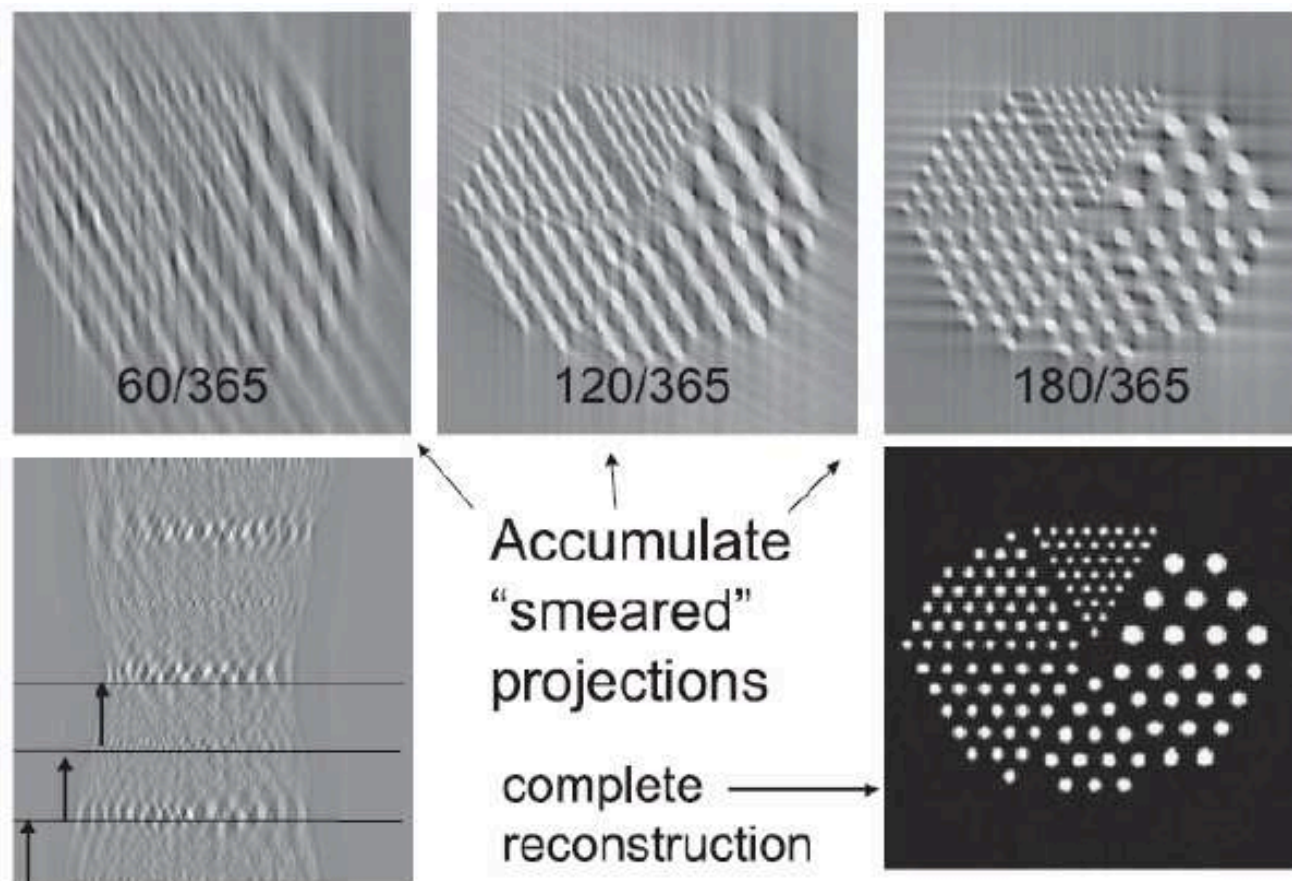 60/365
120/365
180/365
Accumulate
“smeared”
projections
complete
reconstruction